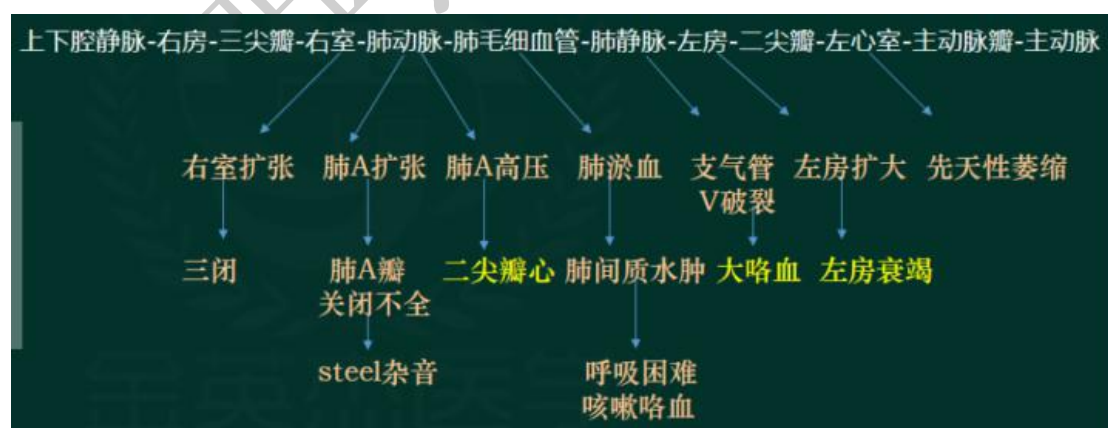 上下腔静脉-右房-三尖瓣-右室-肺动脉-肺毛细血管-肺静脉-左房-二尖瓣-左心室-主动脉瓣-主动脉
右室扩张 肺A扩张 肺A高压 肺淤血 支气管 左房扩大 先天性萎缩
V破裂
三闭 肺A瓣 二尖瓣心 肺间质水肿 大咯血 左房衰竭
关闭不全
steel杂音 呼吸困难
咳嗽咯血